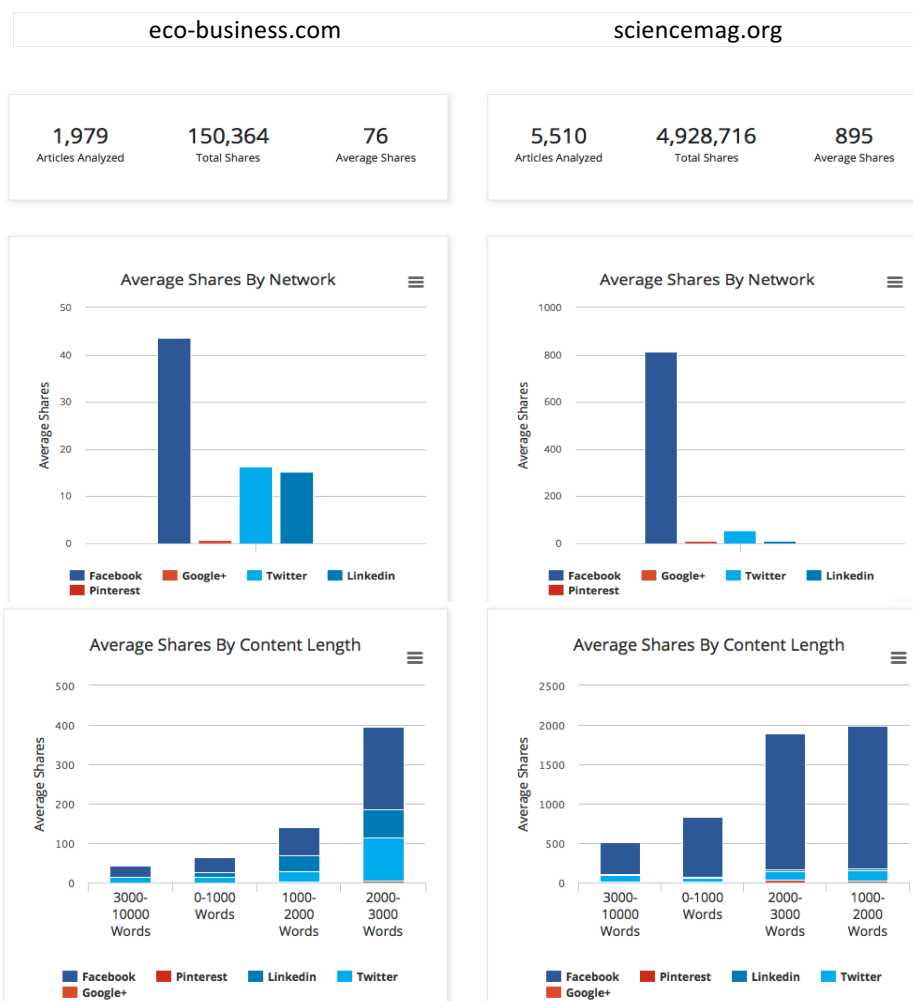 eco-business.com
sciencemag.org
1,979 150,364 76
Articles Analyzed Total Shares Average Shares
5,510 4,928,716 895
Articles Analyzed Total Shares Average Shares
Average Shares By Network
50
40
30
20
10
0
Average Shares
Facebook Google+ Twitter Linkedin
Pinterest
Average Shares By Network
1000
800
600
400
200
0
Average Shares
Facebook Google+ Twitter Linkedin
Pinterest
Average Shares By Content Length
500
400
300
200
100
0
Average Shares
3000- 0-1000 1000- 2000-
10000 Words 2000 3000
Words Words Words
Facebook Pinterest Linkedin Twitter
Google+
Average Shares By Content Length
2500
2000
1500
1000
500
0
Average Shares
3000- 0-1000 2000- 1000-
10000 Words 3000 2000
Words Words Words
Facebook Pinterest Linkedin Twitter
Google+